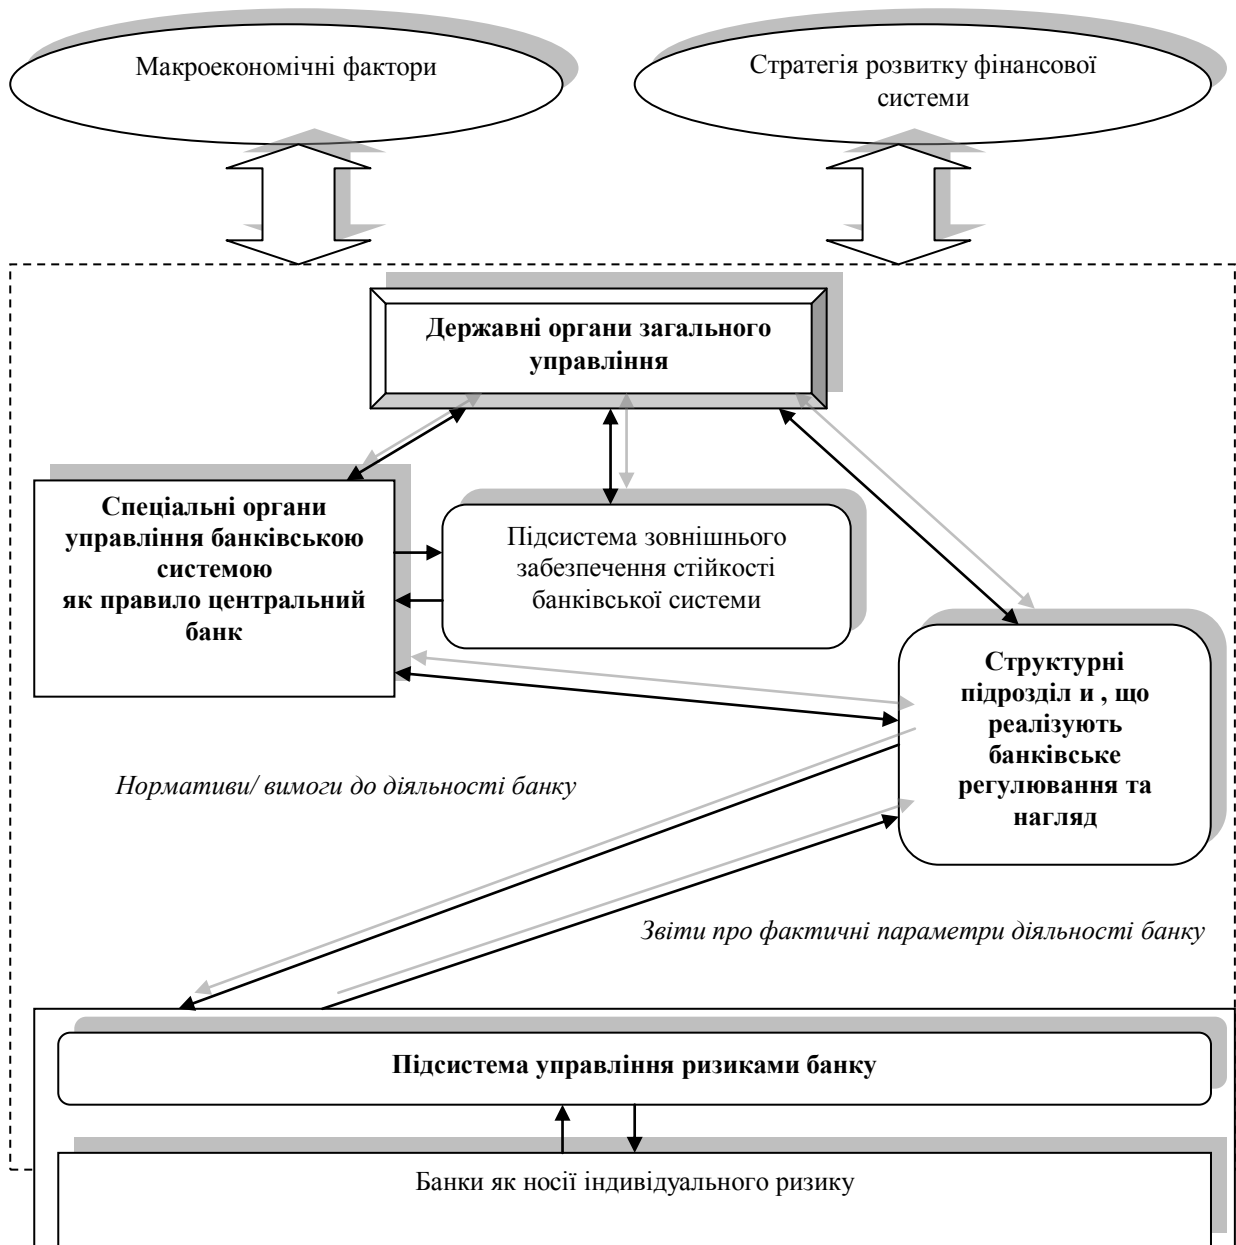 Макроекономічні фактори
Стратегія розвитку фінансової
системи
Державні органи загального
управління
Спеціальні органи
управління банківською
системою
як правило центральний
банк
Підсистема зовнішнього
забезпечення стійкості
банківської системи
Структурні
підрозділ и , що
реалізують
банківське
регулювання та
нагляд
Нормативи/ вимоги до діяльності банку
Звіти про фактичні параметри діяльності банку
Підсистема управління ризиками банку
Банки як носії індивідуального ризику